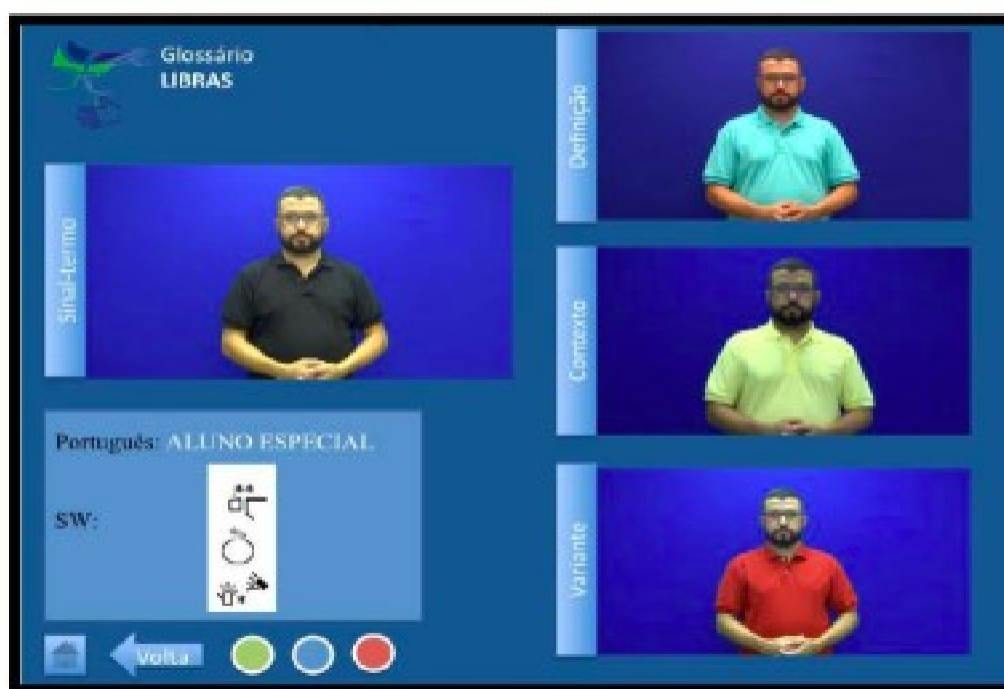 Glossário
LIBRAS
Sinal-termo
Português: ALUNO ESPECIAL
SW:
Volta
Definição
Contexto
Variante